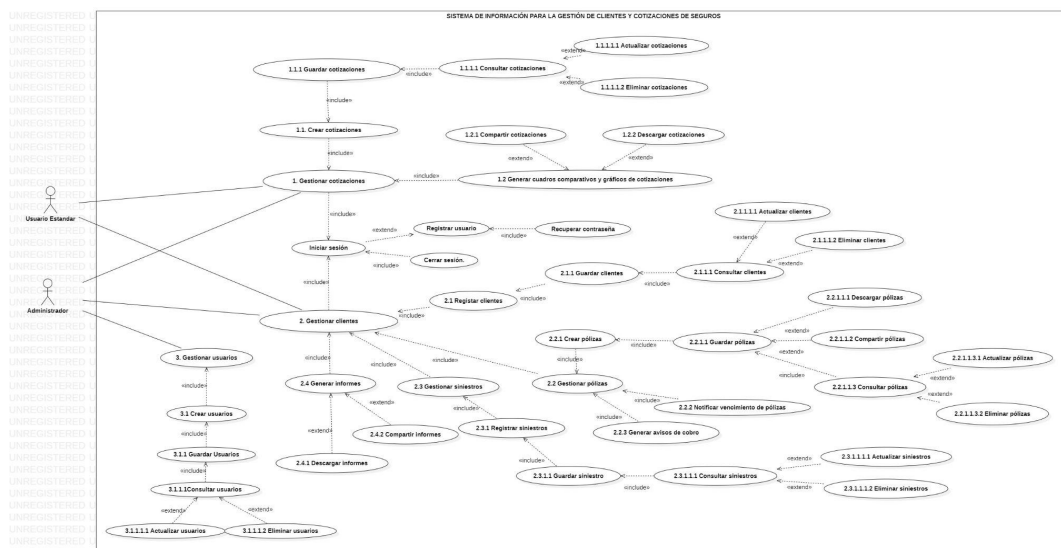 SISTEMA DE INFORMACIÓN PARA LA GESTIÓN DE CLIENTES Y COTIZACIONES DE SEGUROS
UNREGISTERED U
1.1.1.1.1 Actualizar cotizaciones
«extend»
1.1.1 Guardar cotizaciones
«include»
1.1.1.1 Consultar cotizaciones
«extend»
1.1.1.1.2 Eliminar cotizaciones
«include»
1.1. Crear cotizaciones
1.2.1 Compartir cotizaciones
1.2.2 Descargar cotizaciones
«include»
«extend»
«extend»
1. Gestionar cotizaciones
«include»
1.2 Generar cuadros comparativos y gráficos de cotizaciones
Usuario Estandar
«include»
2.1.1.1.1 Actualizar clientes
«extend»
Registrar usuario
«include»
Recuperar contraseña
«extend»
2.1.1.1.2 Eliminar clientes
Iniciar sesión
«include»
Cerrar sesión.
«extend»
2.1.1 Guardar clientes
«include»
2.1.1.1 Consultar clientes
«include»
Administrador
2.1 Registar clientes
«include»
«include»
2.2.1.1.1 Descargar pólizas
2. Gestionar clientes
«extend»
2.2.1 Crear pólizas
«include»
2.2.1.1 Guardar pólizas
2.2.1.1.2 Compartir pólizas
«extend»
3. Gestionar usuarios
«include»
«include»
«include»
«include»
«include»
2.2.1.1.3.1 Actualizar pólizas
«extend»
2.4 Generar informes
2.3 Gestionar siniestros
2.2 Gestionar pólizas
2.2.1.1.3 Consultar pólizas
«include»
«extend»
«include»
«include»
2.2.2 Notificar vencimiento de pólizas
«extend»
2.2.1.1.3.2 Eliminar pólizas
3.1 Crear usuarios
«include»
2.4.2 Compartir informes
2.3.1 Registrar siniestros
2.2.3 Generar avisos de cobro
«extend»
«include»
3.1.1 Guardar Usuarios
«include»
2.4.1 Descargar informes
«include»
2.3.1.1 Guardar siniestro
«include»
2.3.1.1.1 Consultar siniestros
«extend»
2.3.1.1.1.1 Actualizar siniestros
«extend»
2.3.1.1.1.2 Eliminar siniestros
3.1.1.1Consultar usuarios
«extend»
«extend»
3.1.1.1.1 Actualizar usuarios
3.1.1.1.2 Eliminar usuarios